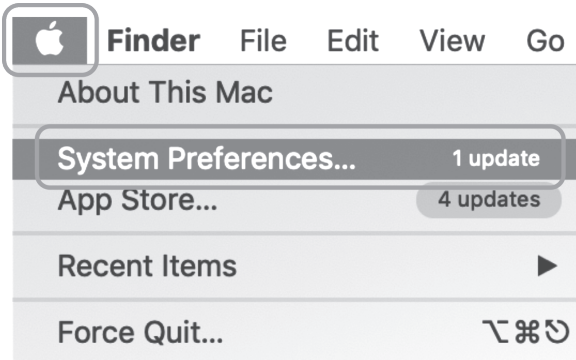 Finder File Edit View Go
About This Mac
System Preferences... 1 update
App Store... 4 updates
Recent Items ▶
Force Quit... ⌥⌘⎋